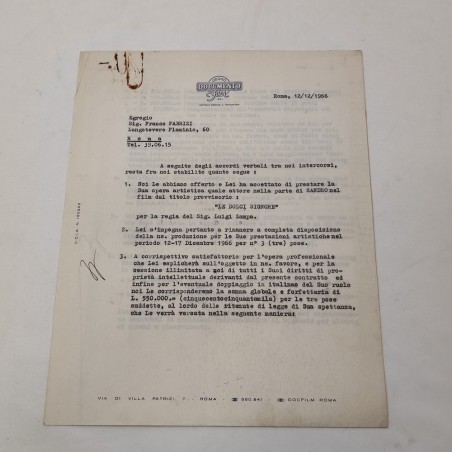 DOCUMENTO
Film
Roma, 12/12/1966
Egregio
Sig. Franco FABRIZI
Lungotevere Flaminio, 60
R o m a
Tel. 39.06.15
A seguito degli accordi verbali tra noi intercorsi,
resta fra noi stabilito quanto segue :
1. Noi Le abbiamo offerto e Lei ha accettato di prestare la
Sua opera artistica quale attore nella parte di SANDRO nel
film dal titolo provvisorio :
"LE DOLCI SIGNORE"
per la regia del Sig. Luigi Zampa.
2. Lei s'impegna pertanto a rimanere a completa disposizione
della ns. produzione per le Sue prestazioni artistiche nel
periodo 12-17 Dicembre 1966 per n° 3 (tre) pose.
3. A corrispettivo satisfattorio per l'opera professionale
che Lei esplicherà sull'oggetto in ns. favore, e per la
cessione illimitata a noi di tutti i Suoi diritti di pro-
prietà intellettuale derivanti dal presente contratto ed
infine per l'eventuale doppiaggio in italiano del Suo ruolo
noi Le corrisponderemo la somma globale e forfettaria di
L. 550.000.= (cinquecentocinquantamila) per le tre pose
suddette, al lordo delle ritenute di legge di Sua spettanza,
che Le verrà versata nella seguente maniera:
VIA DI VILLA PATRIZI, 7 - ROMA - 860.841 DOCFILM ROMA